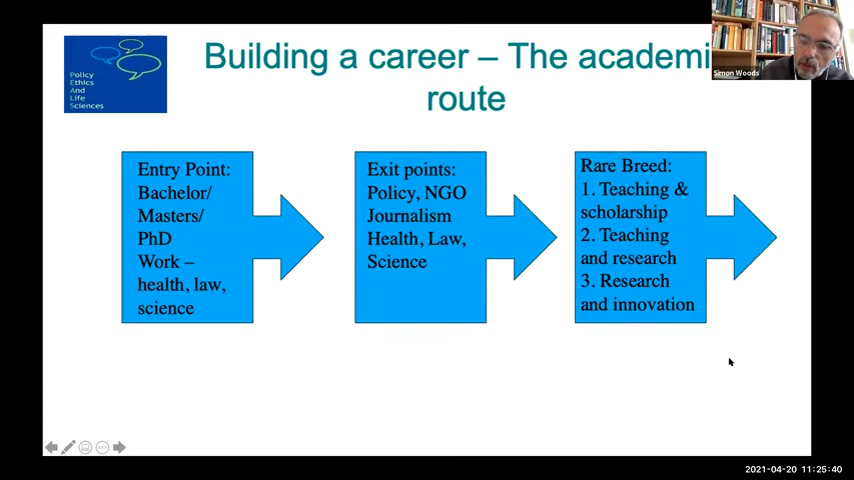 Building a career – The academi
route
Policy
Ethics
And
Life
Sciences
Simon Woods
Entry Point:
Bachelor/
Masters/
PhD
Work –
health, law,
science
Exit points:
Policy, NGO
Journalism
Health, Law,
Science
Rare Breed:
1. Teaching &
scholarship
2. Teaching
and research
3. Research
and innovation
2021-04-20 11:25:40